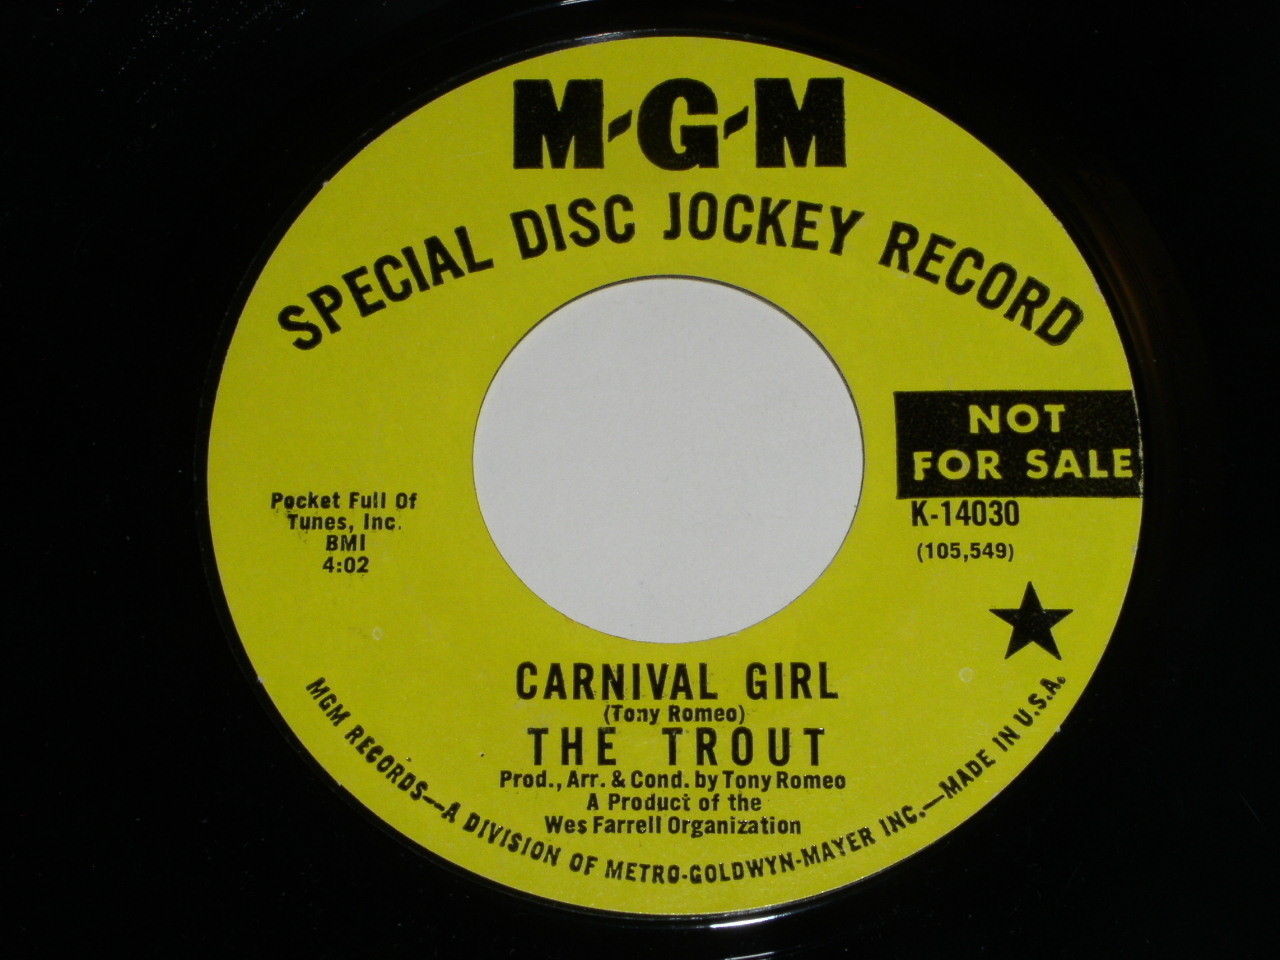 M-G-M
SPECIAL DISC JOCKEY RECORD
NOT
FOR SALE
K-14030
(105,549)
Pocket Full Of
Tunes, Inc.
BMI
4:02
CARNIVAL GIRL
(Tony Romeo)
THE TROUT
Prod., Arr. & Cond. by Tony Romeo
A Product of the
Wes Farrell Organization
MGM RECORDS—A DIVISION OF METRO-GOLDWYN-MAYER INC.—MADE IN U.S.A.